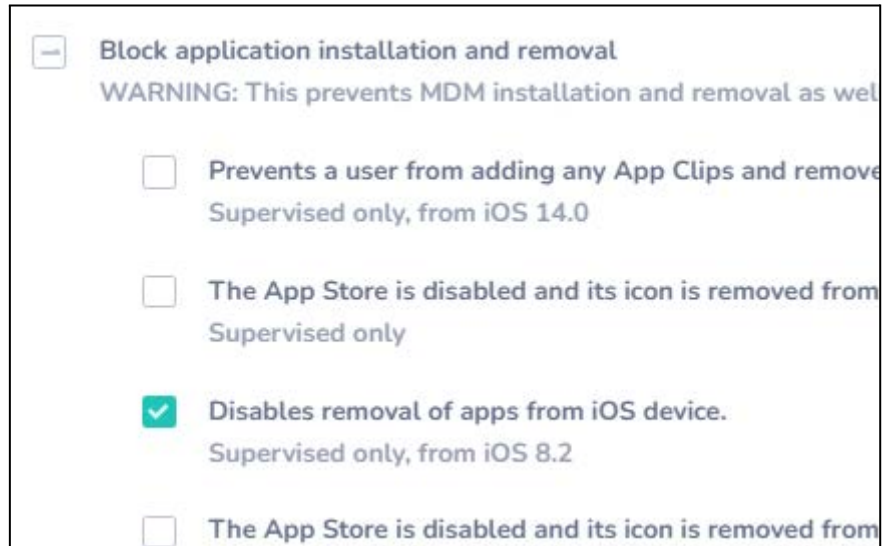 Block application installation and removal
WARNING: This prevents MDM installation and removal as wel
Prevents a user from adding any App Clips and remove
Supervised only, from iOS 14.0
The App Store is disabled and its icon is removed from
Supervised only
Disables removal of apps from iOS device.
Supervised only, from iOS 8.2
The App Store is disabled and its icon is removed from